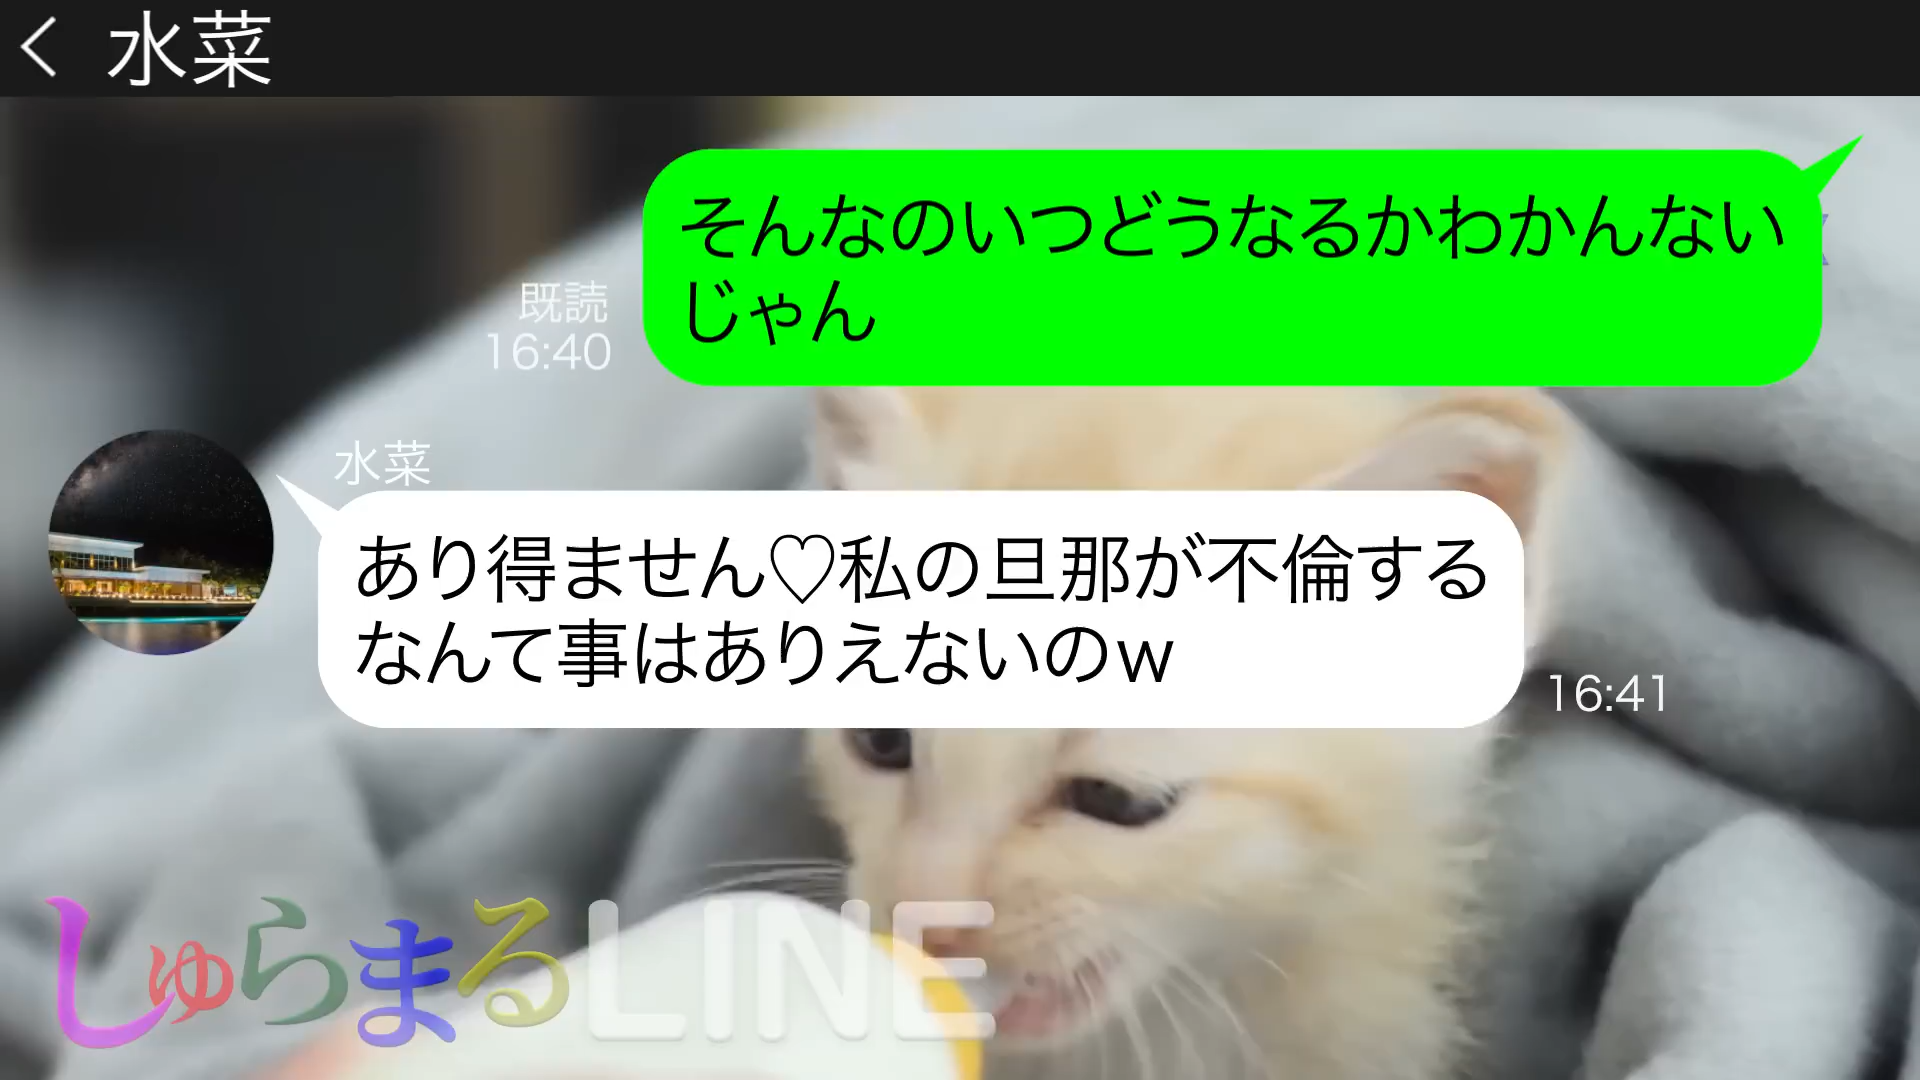 水菜
そんなのいつどうなるかわかんない
じゃん
既読
16:40
水菜
あり得ません♡私の旦那が不倫する
なんて事はありえないのw
16:41
しゅらまるLINE